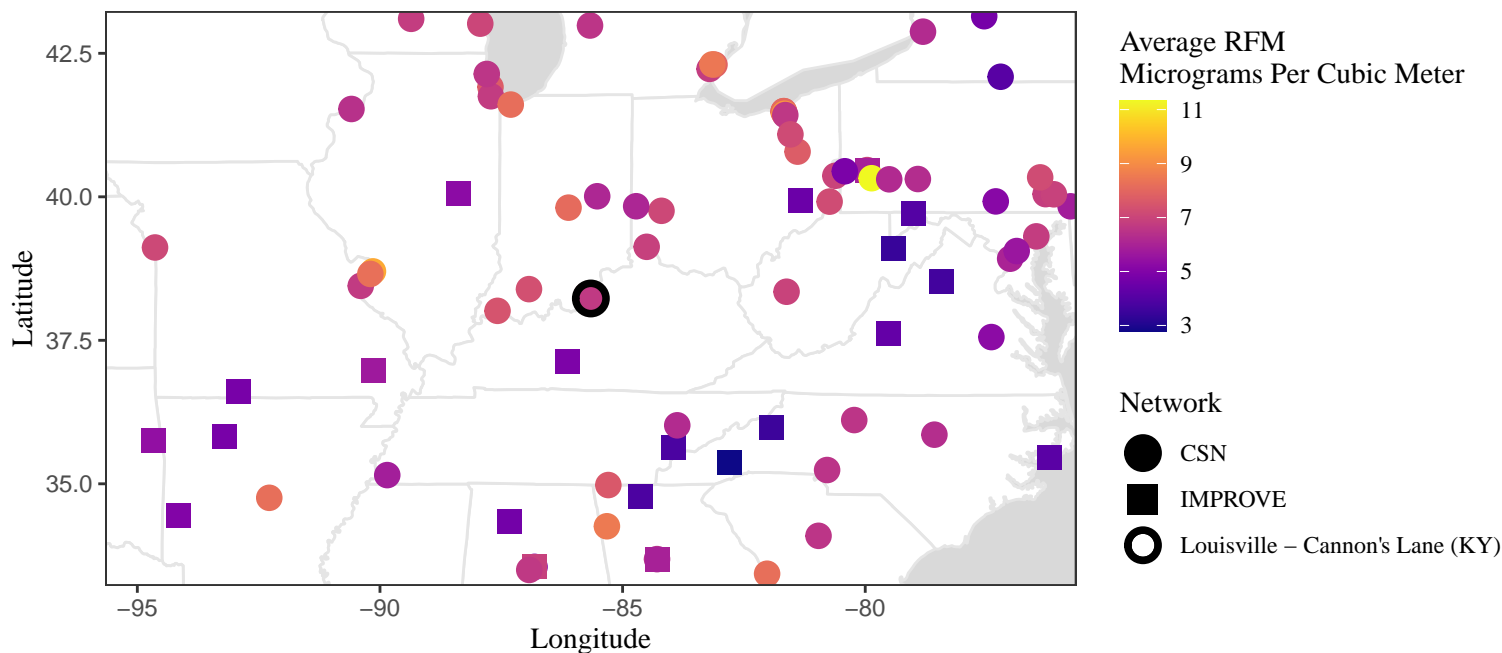 42.5
40.0
37.5
35.0
Latitude
−95
−90
−85
−80
Longitude
Average RFM
Micrograms Per Cubic Meter
11
9
7
5
3
Network
CSN
IMPROVE
Louisville – Cannon's Lane (KY)